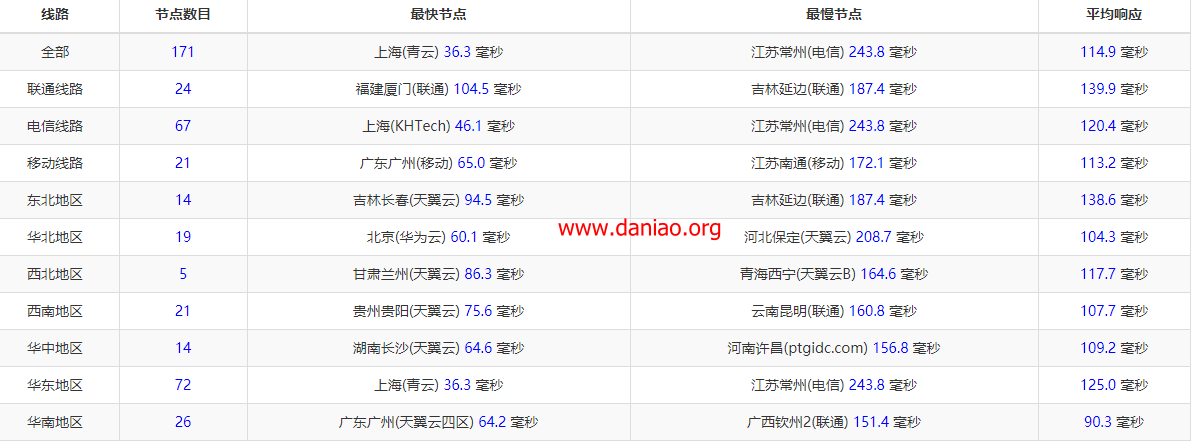 线路 节点数目 最快节点 最慢节点 平均响应
全部 171 上海(青云) 36.3 毫秒 江苏常州(电信) 243.8 毫秒 114.9 毫秒
联通线路 24 福建厦门(联通) 104.5 毫秒 吉林延边(联通) 187.4 毫秒 139.9 毫秒
电信线路 67 上海(KHTech) 46.1 毫秒 江苏常州(电信) 243.8 毫秒 120.4 毫秒
移动线路 21 广东广州(移动) 65.0 毫秒 江苏南通(移动) 172.1 毫秒 113.2 毫秒
东北地区 14 吉林长春(天翼云) 94.5 毫秒 吉林延边(联通) 187.4 毫秒 138.6 毫秒
www.daniao.org
华北地区 19 北京(华为云) 60.1 毫秒 河北保定(天翼云) 208.7 毫秒 104.3 毫秒
西北地区 5 甘肃兰州(天翼云) 86.3 毫秒 青海西宁(天翼云B) 164.6 毫秒 117.7 毫秒
西南地区 21 贵州贵阳(天翼云) 75.6 毫秒 云南昆明(联通) 160.8 毫秒 107.7 毫秒
华中地区 14 湖南长沙(天翼云) 64.6 毫秒 河南许昌(ptgidc.com) 156.8 毫秒 109.2 毫秒
华东地区 72 上海(青云) 36.3 毫秒 江苏常州(电信) 243.8 毫秒 125.0 毫秒
华南地区 26 广东广州(天翼云四区) 64.2 毫秒 广西钦州2(联通) 151.4 毫秒 90.3 毫秒